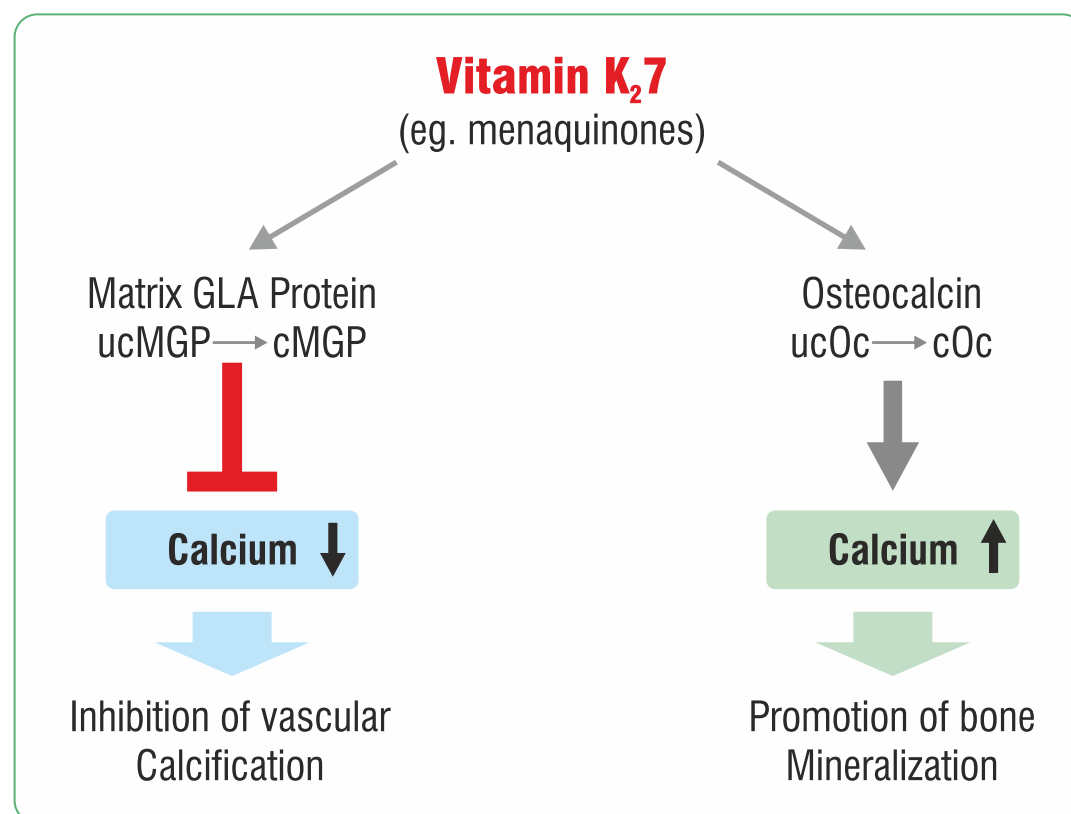 Vitamin K₂7
(eg. menaquinones)
Matrix GLA Protein
ucMGP → cMGP
Calcium ↓
Inhibition of vascular
Calcification
Osteocalcin
ucOc → cOc
Calcium ↑
Promotion of bone
Mineralization